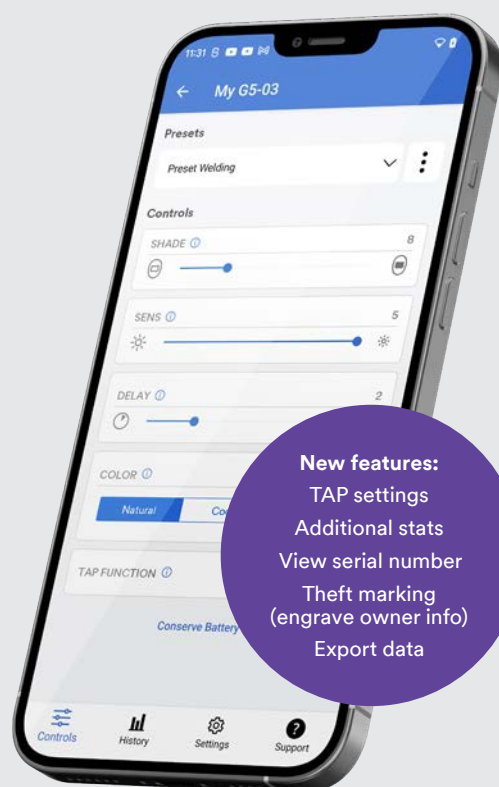 11:31
My G5-03
Presets
Preset Welding
Controls
SHADE
8
SENS
5
DELAY
2
COLOR
Natural
TAP FUNCTION
Conserve Battery
Controls
History
Settings
Support
New features:
TAP settings
Additional stats
View serial number
Theft marking
(engrave owner info)
Export data